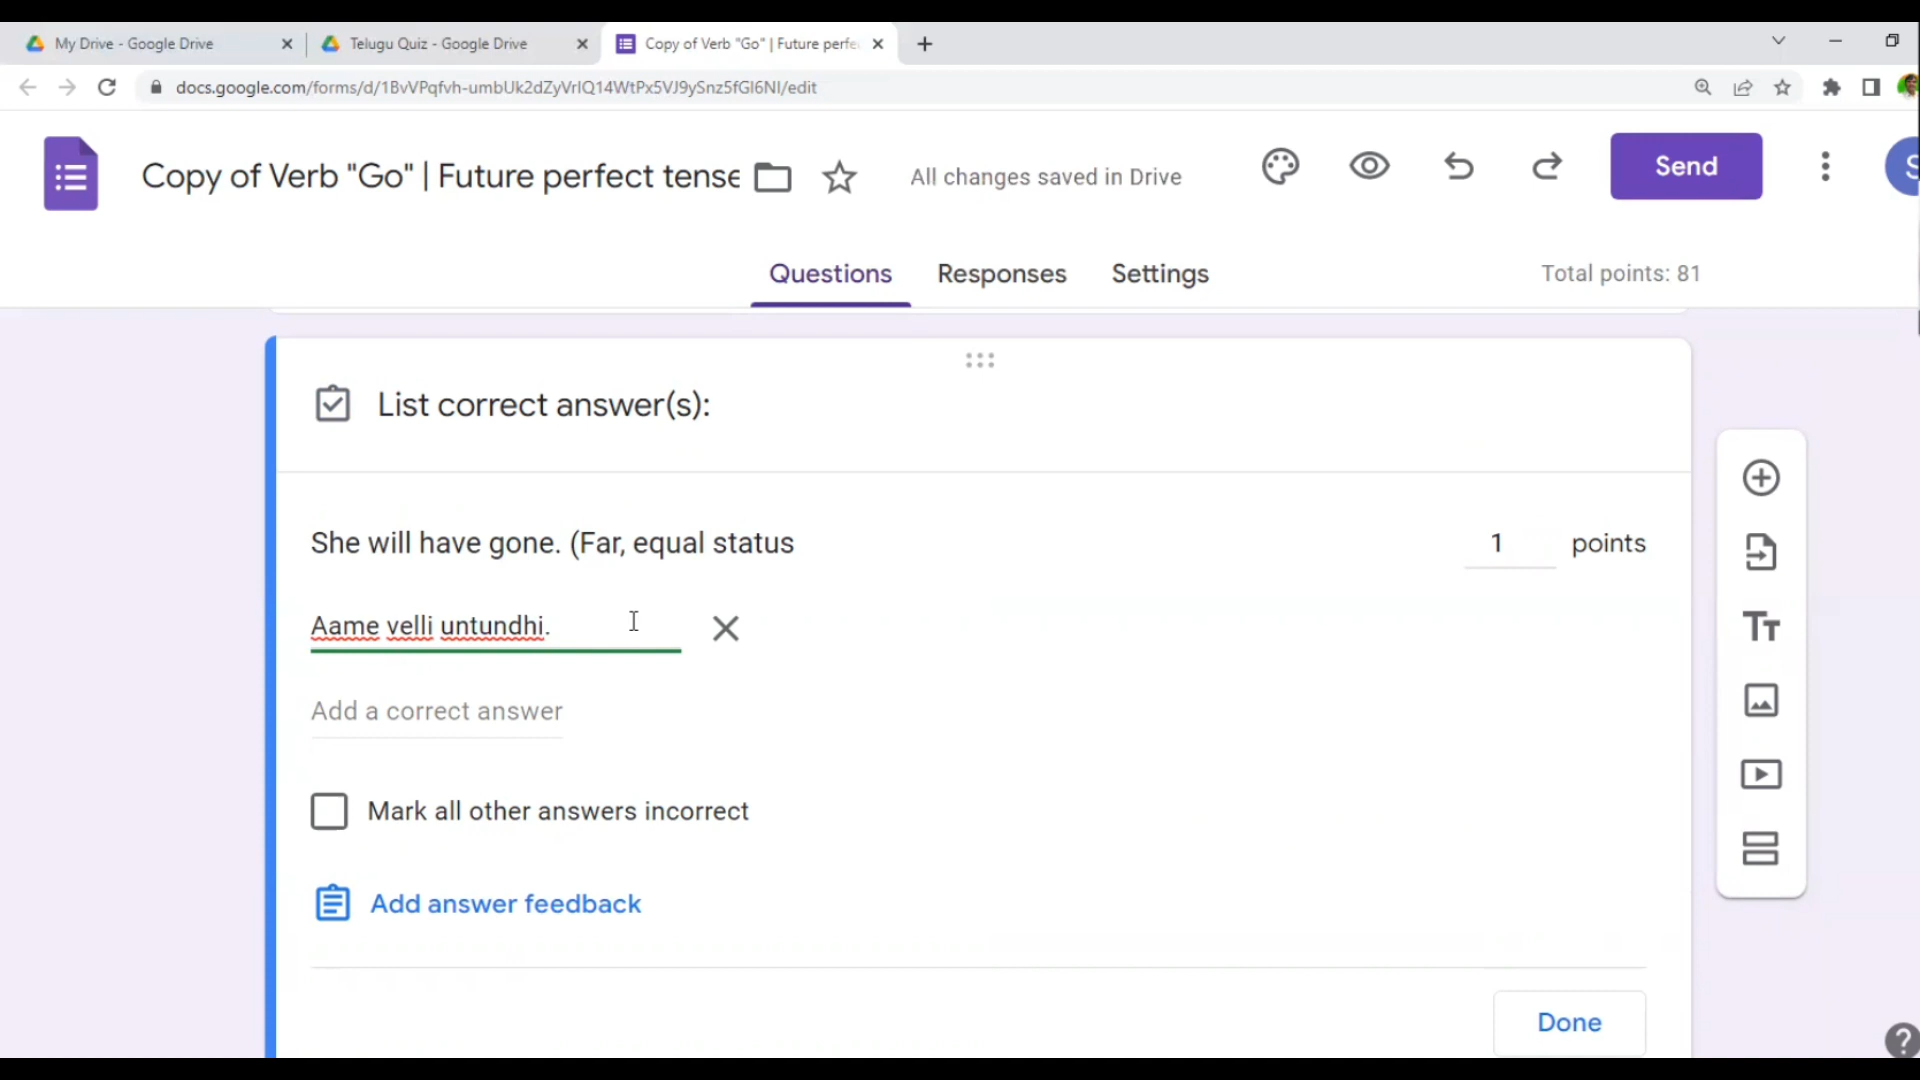 My Drive - Google Drive
Telugu Quiz - Google Drive
Copy of Verb "Go" | Future perfe
docs.google.com/forms/d/1BvVPqfvh-umbUk2dZyVrIQ14WtPx5VJ9ySnz5fGI6NI/edit
Copy of Verb "Go" | Future perfect tense
All changes saved in Drive
Send
S
Questions
Responses
Settings
Total points: 81
List correct answer(s):
She will have gone. (Far, equal status
1 points
Aame velli untundhi.
Add a correct answer
Mark all other answers incorrect
Add answer feedback
Done